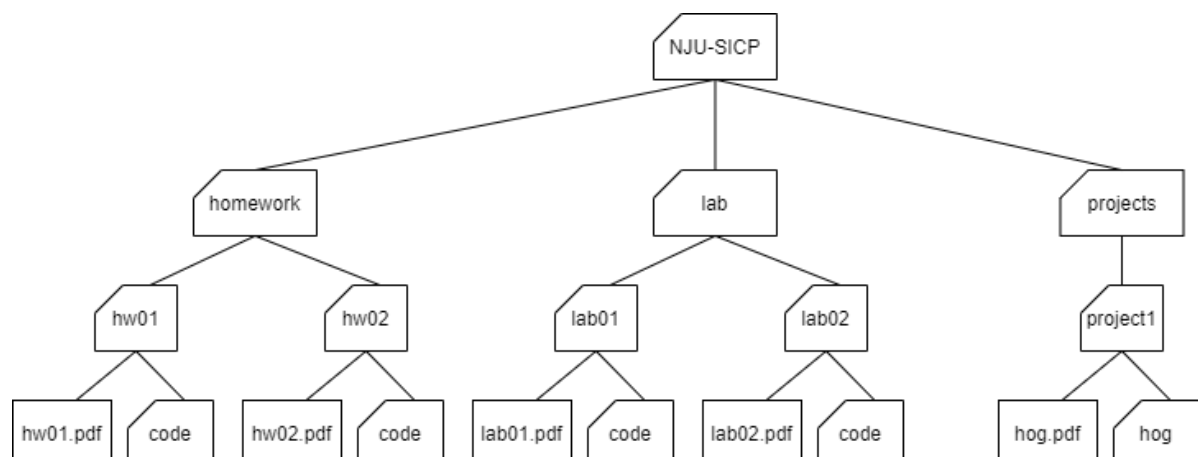 NJU-SICP
homework
lab
projects
hw01
hw02
lab01
lab02
project1
hw01.pdf
code
hw02.pdf
code
lab01.pdf
code
lab02.pdf
code
hog.pdf
hog